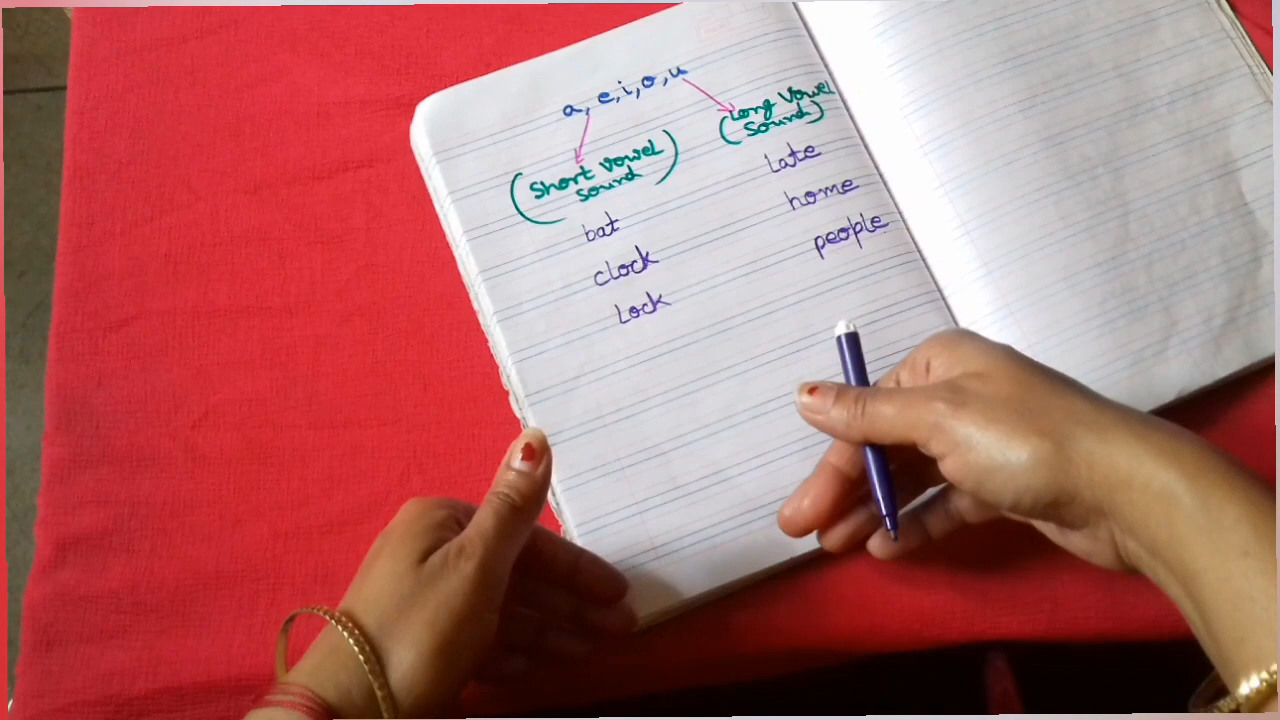 a, e, i, o, u
(Short vowel
sound)
bat
clock
Lock
(Long Vowel
Sound)
Late
home
people